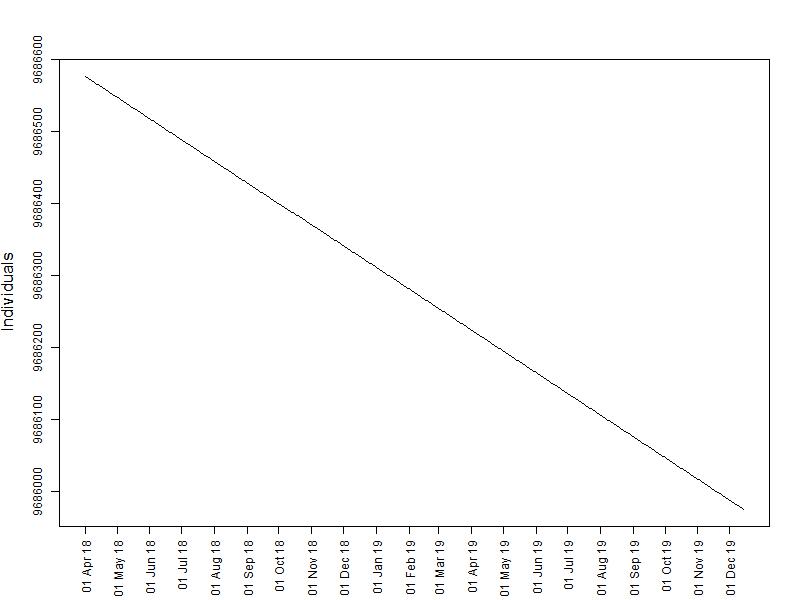 Individuals
9686600
9686500
9686400
9686300
9686200
9686100
9686000
01 Apr 18
01 May 18
01 Jun 18
01 Jul 18
01 Aug 18
01 Sep 18
01 Oct 18
01 Nov 18
01 Dec 18
01 Jan 19
01 Feb 19
01 Mar 19
01 Apr 19
01 May 19
01 Jun 19
01 Jul 19
01 Aug 19
01 Sep 19
01 Oct 19
01 Nov 19
01 Dec 19